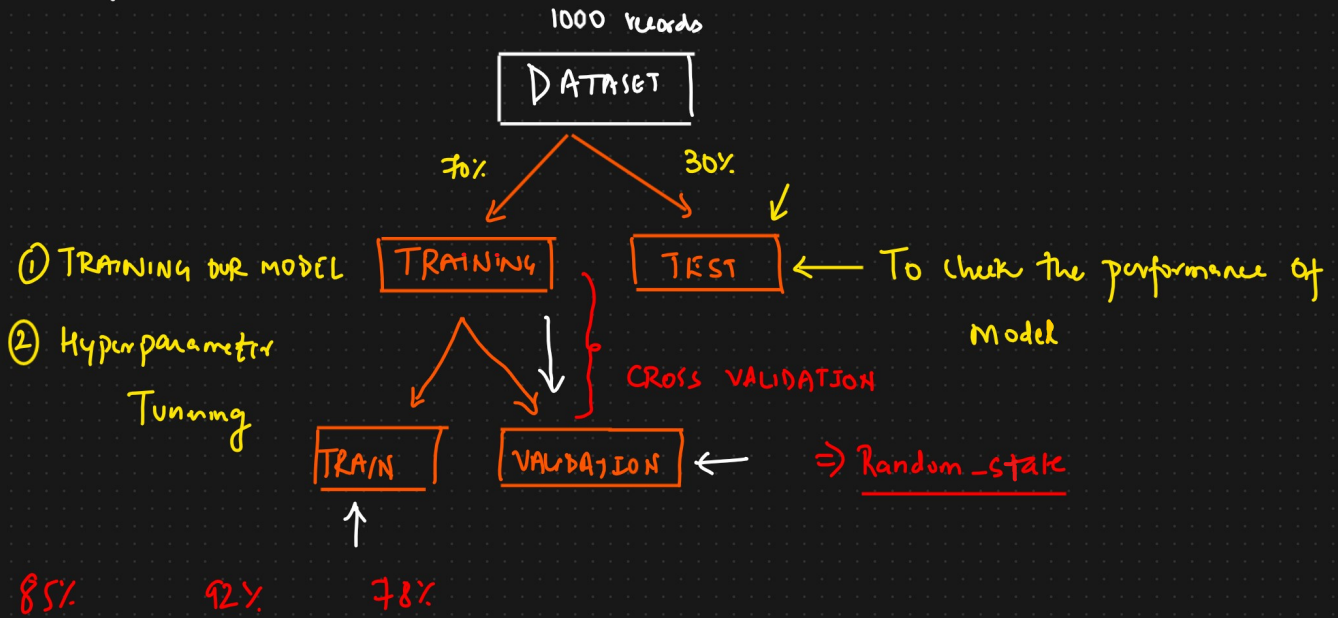 1000 records
DATASET
70%
30%
① TRAINING OUR MODEL
TRAINING
TEST
To check the performance of
Model
② Hyperparameter
Tunning
CROSS VALIDATION
TRAIN
VALIDATION
⇒ Random_state
85% 92% 78%